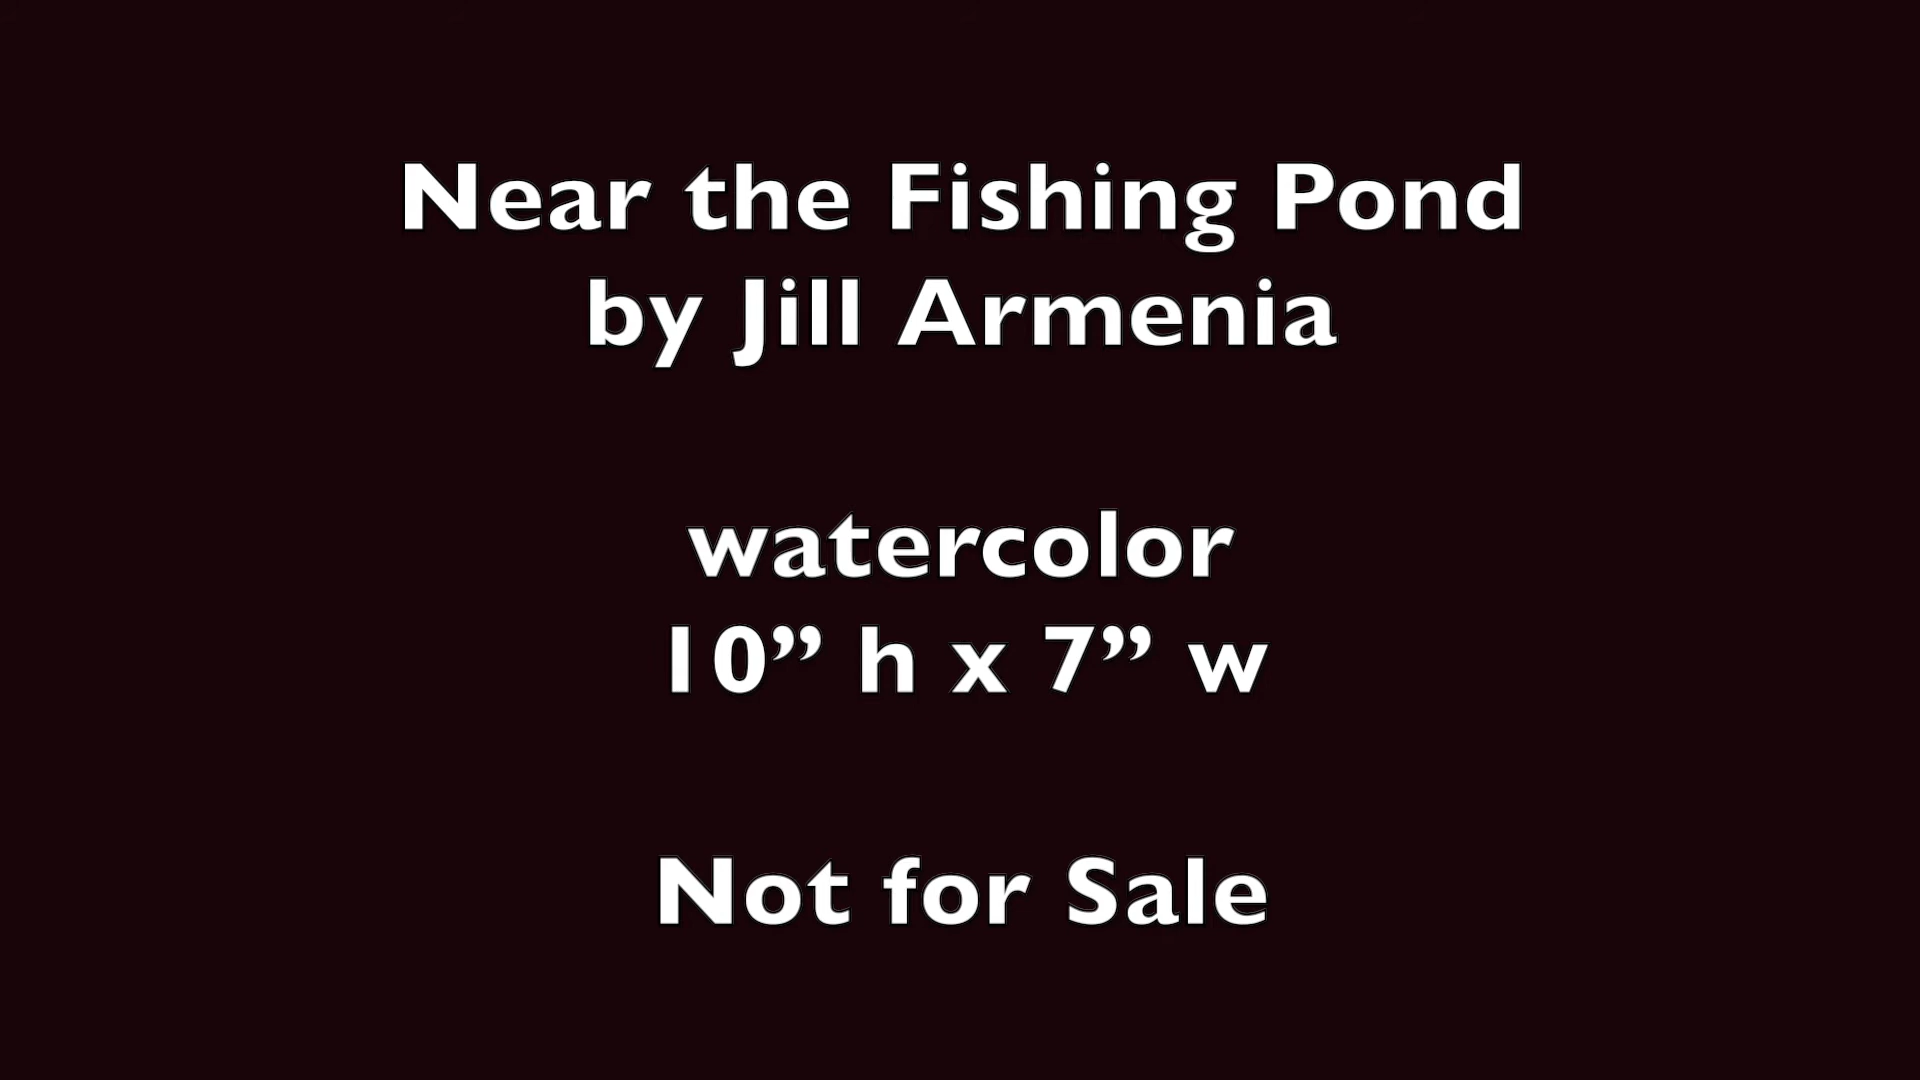 Near the Fishing Pond
by Jill Armenia
watercolor
10” h x 7” w
Not for Sale